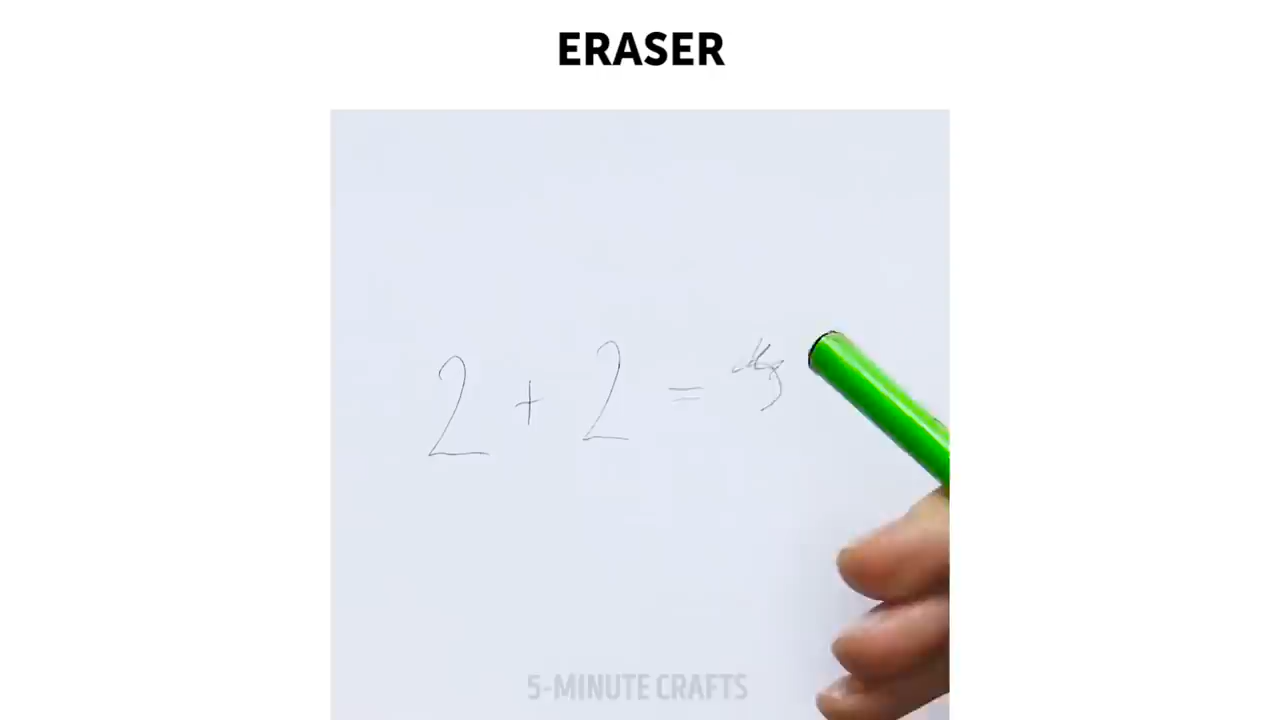 ERASER
2 + 2 =
5-MINUTE CRAFTS